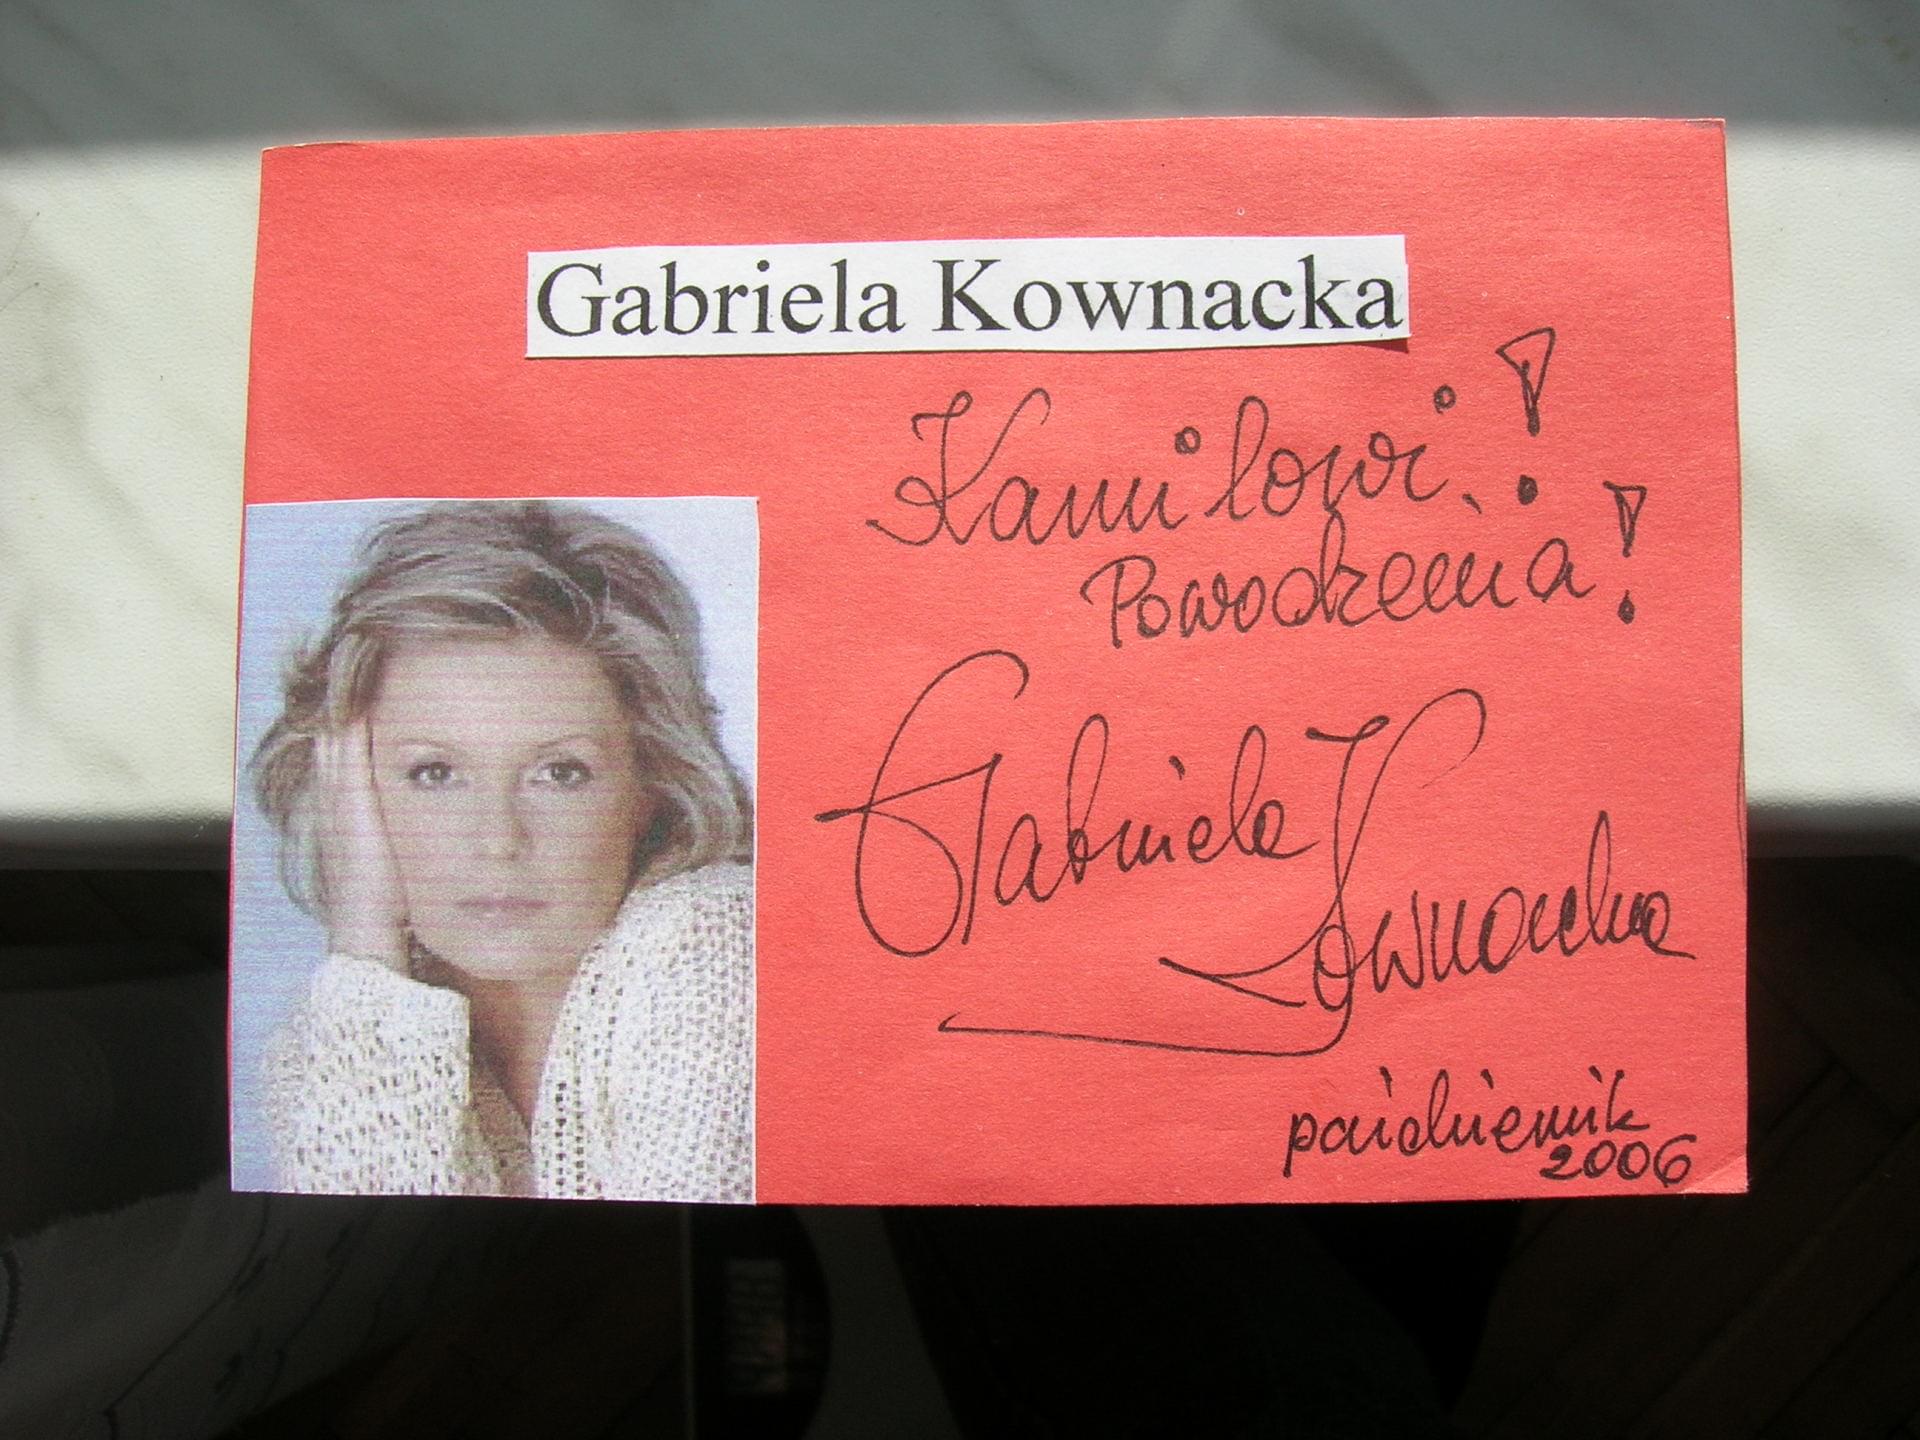 Gabriela Kownacka
Kamilowi!
Powodzenia!
Gabriela Kownacka
październik
2006